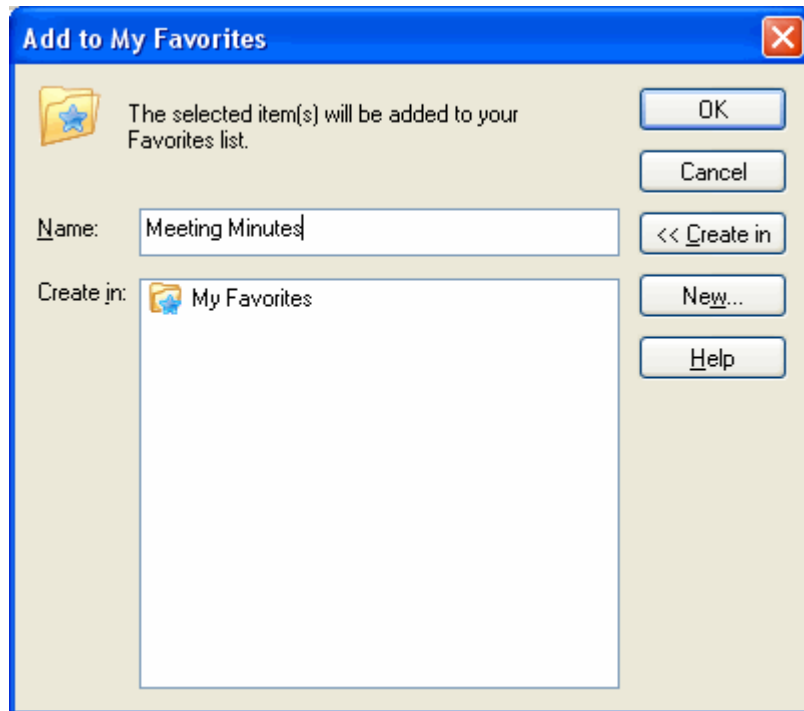 Add to My Favorites
The selected item(s) will be added to your
Favorites list.
OK
Cancel
Name:
Meeting Minutes
<< Create in
Create in:
My Favorites
New...
Help